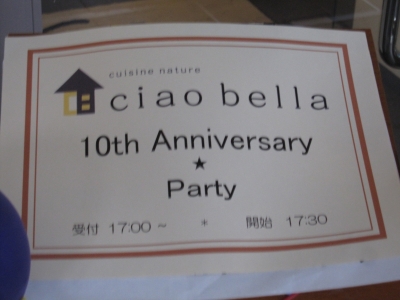 cuisine nature
ciao bella
10th Anniversary
★
Party
受付 17:00 ~ * 開始 17:30